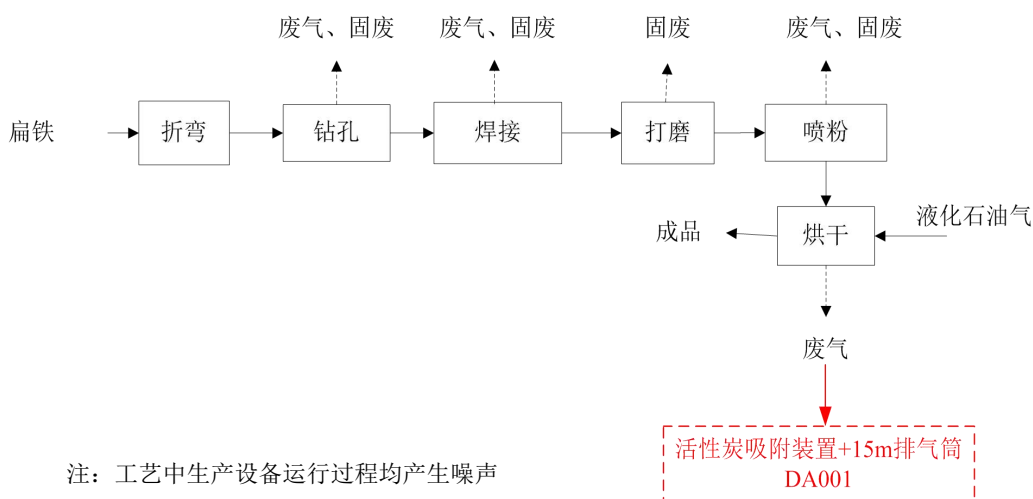 废气、固废
废气、固废
固废
废气、固废
扁铁
折弯
钻孔
焊接
打磨
喷粉
成品
烘干
液化石油气
废气
活性炭吸附装置+15m排气筒
DA001
注：工艺中生产设备运行过程均产生噪声